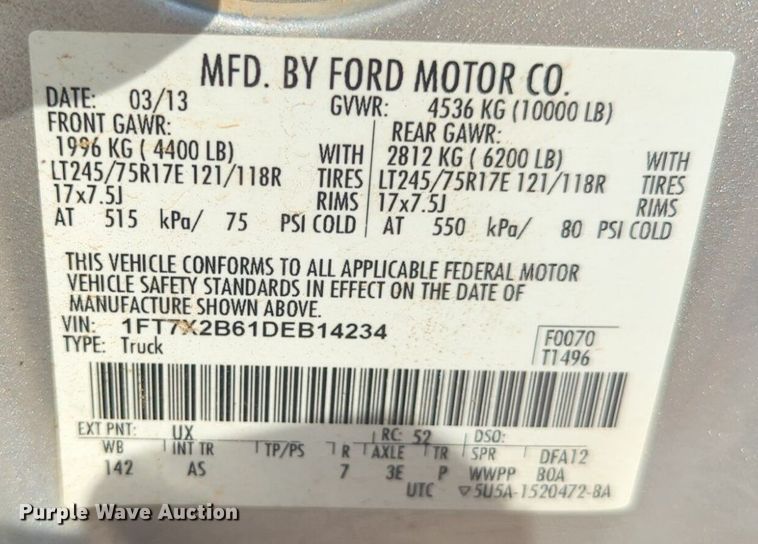 MFD. BY FORD MOTOR CO.
DATE: 03/13 GVWR: 4536 KG (10000 LB)
FRONT GAWR: REAR GAWR:
1996 KG ( 4400 LB) WITH 2812 KG ( 6200 LB) WITH
LT245/75R17E 121/118R TIRES LT245/75R17E 121/118R TIRES
17x7.5J RIMS 17x7.5J RIMS
AT 515 kPa/ 75 PSI COLD AT 550 kPa/ 80 PSI COLD
THIS VEHICLE CONFORMS TO ALL APPLICABLE FEDERAL MOTOR
VEHICLE SAFETY STANDARDS IN EFFECT ON THE DATE OF
MANUFACTURE SHOWN ABOVE.
VIN: 1FT7X2B61DEB14234 F0070
TYPE: Truck T1496
EXT PNT: UX RC: 52 DSO:
WB INT TR TP/PS R AXLE TR SPR DFA12
142 AS 7 3E P WWPP BOA
UTC ▽5U5A-1520472-BA
Purple Wave Auction